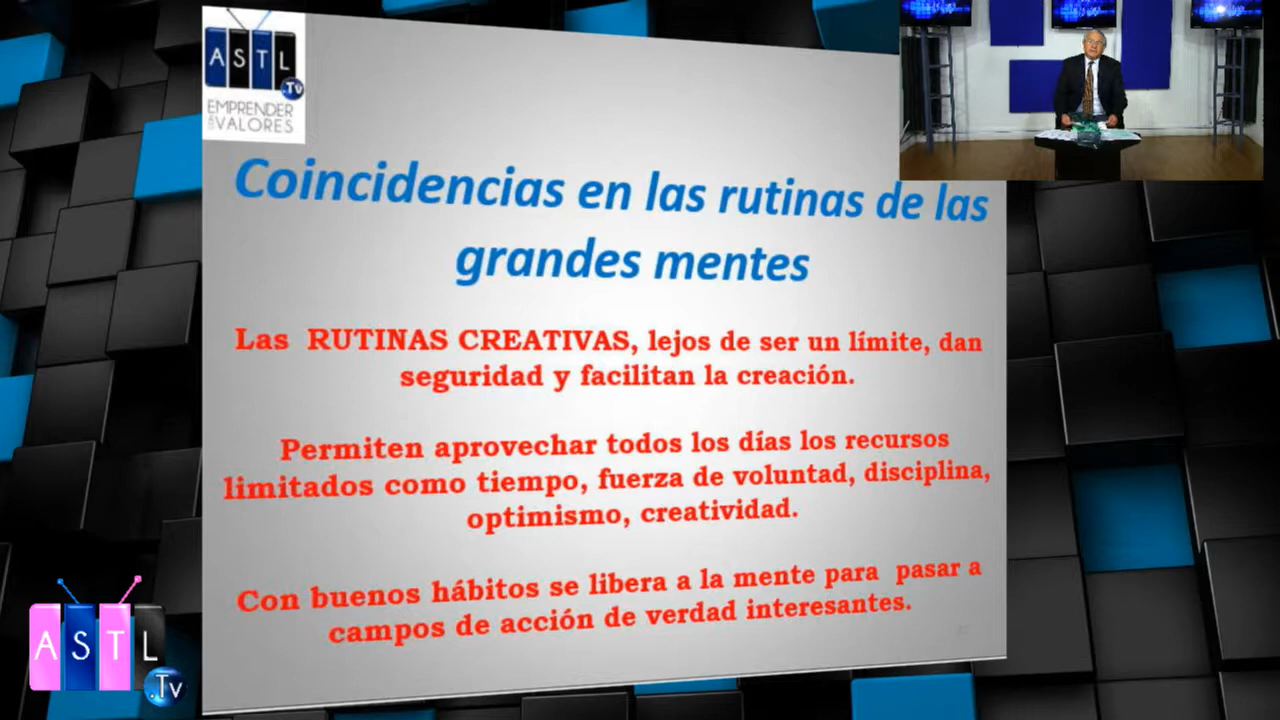 ASTL
.Tv
EMPRENDER
CON VALORES
Coincidencias en las rutinas de las
grandes mentes
Las RUTINAS CREATIVAS, lejos de ser un límite, dan
seguridad y facilitan la creación.
Permiten aprovechar todos los días los recursos
limitados como tiempo, fuerza de voluntad, disciplina,
optimismo, creatividad.
Con buenos hábitos se libera a la mente para pasar a
campos de acción de verdad interesantes.
ASTL
.Tv